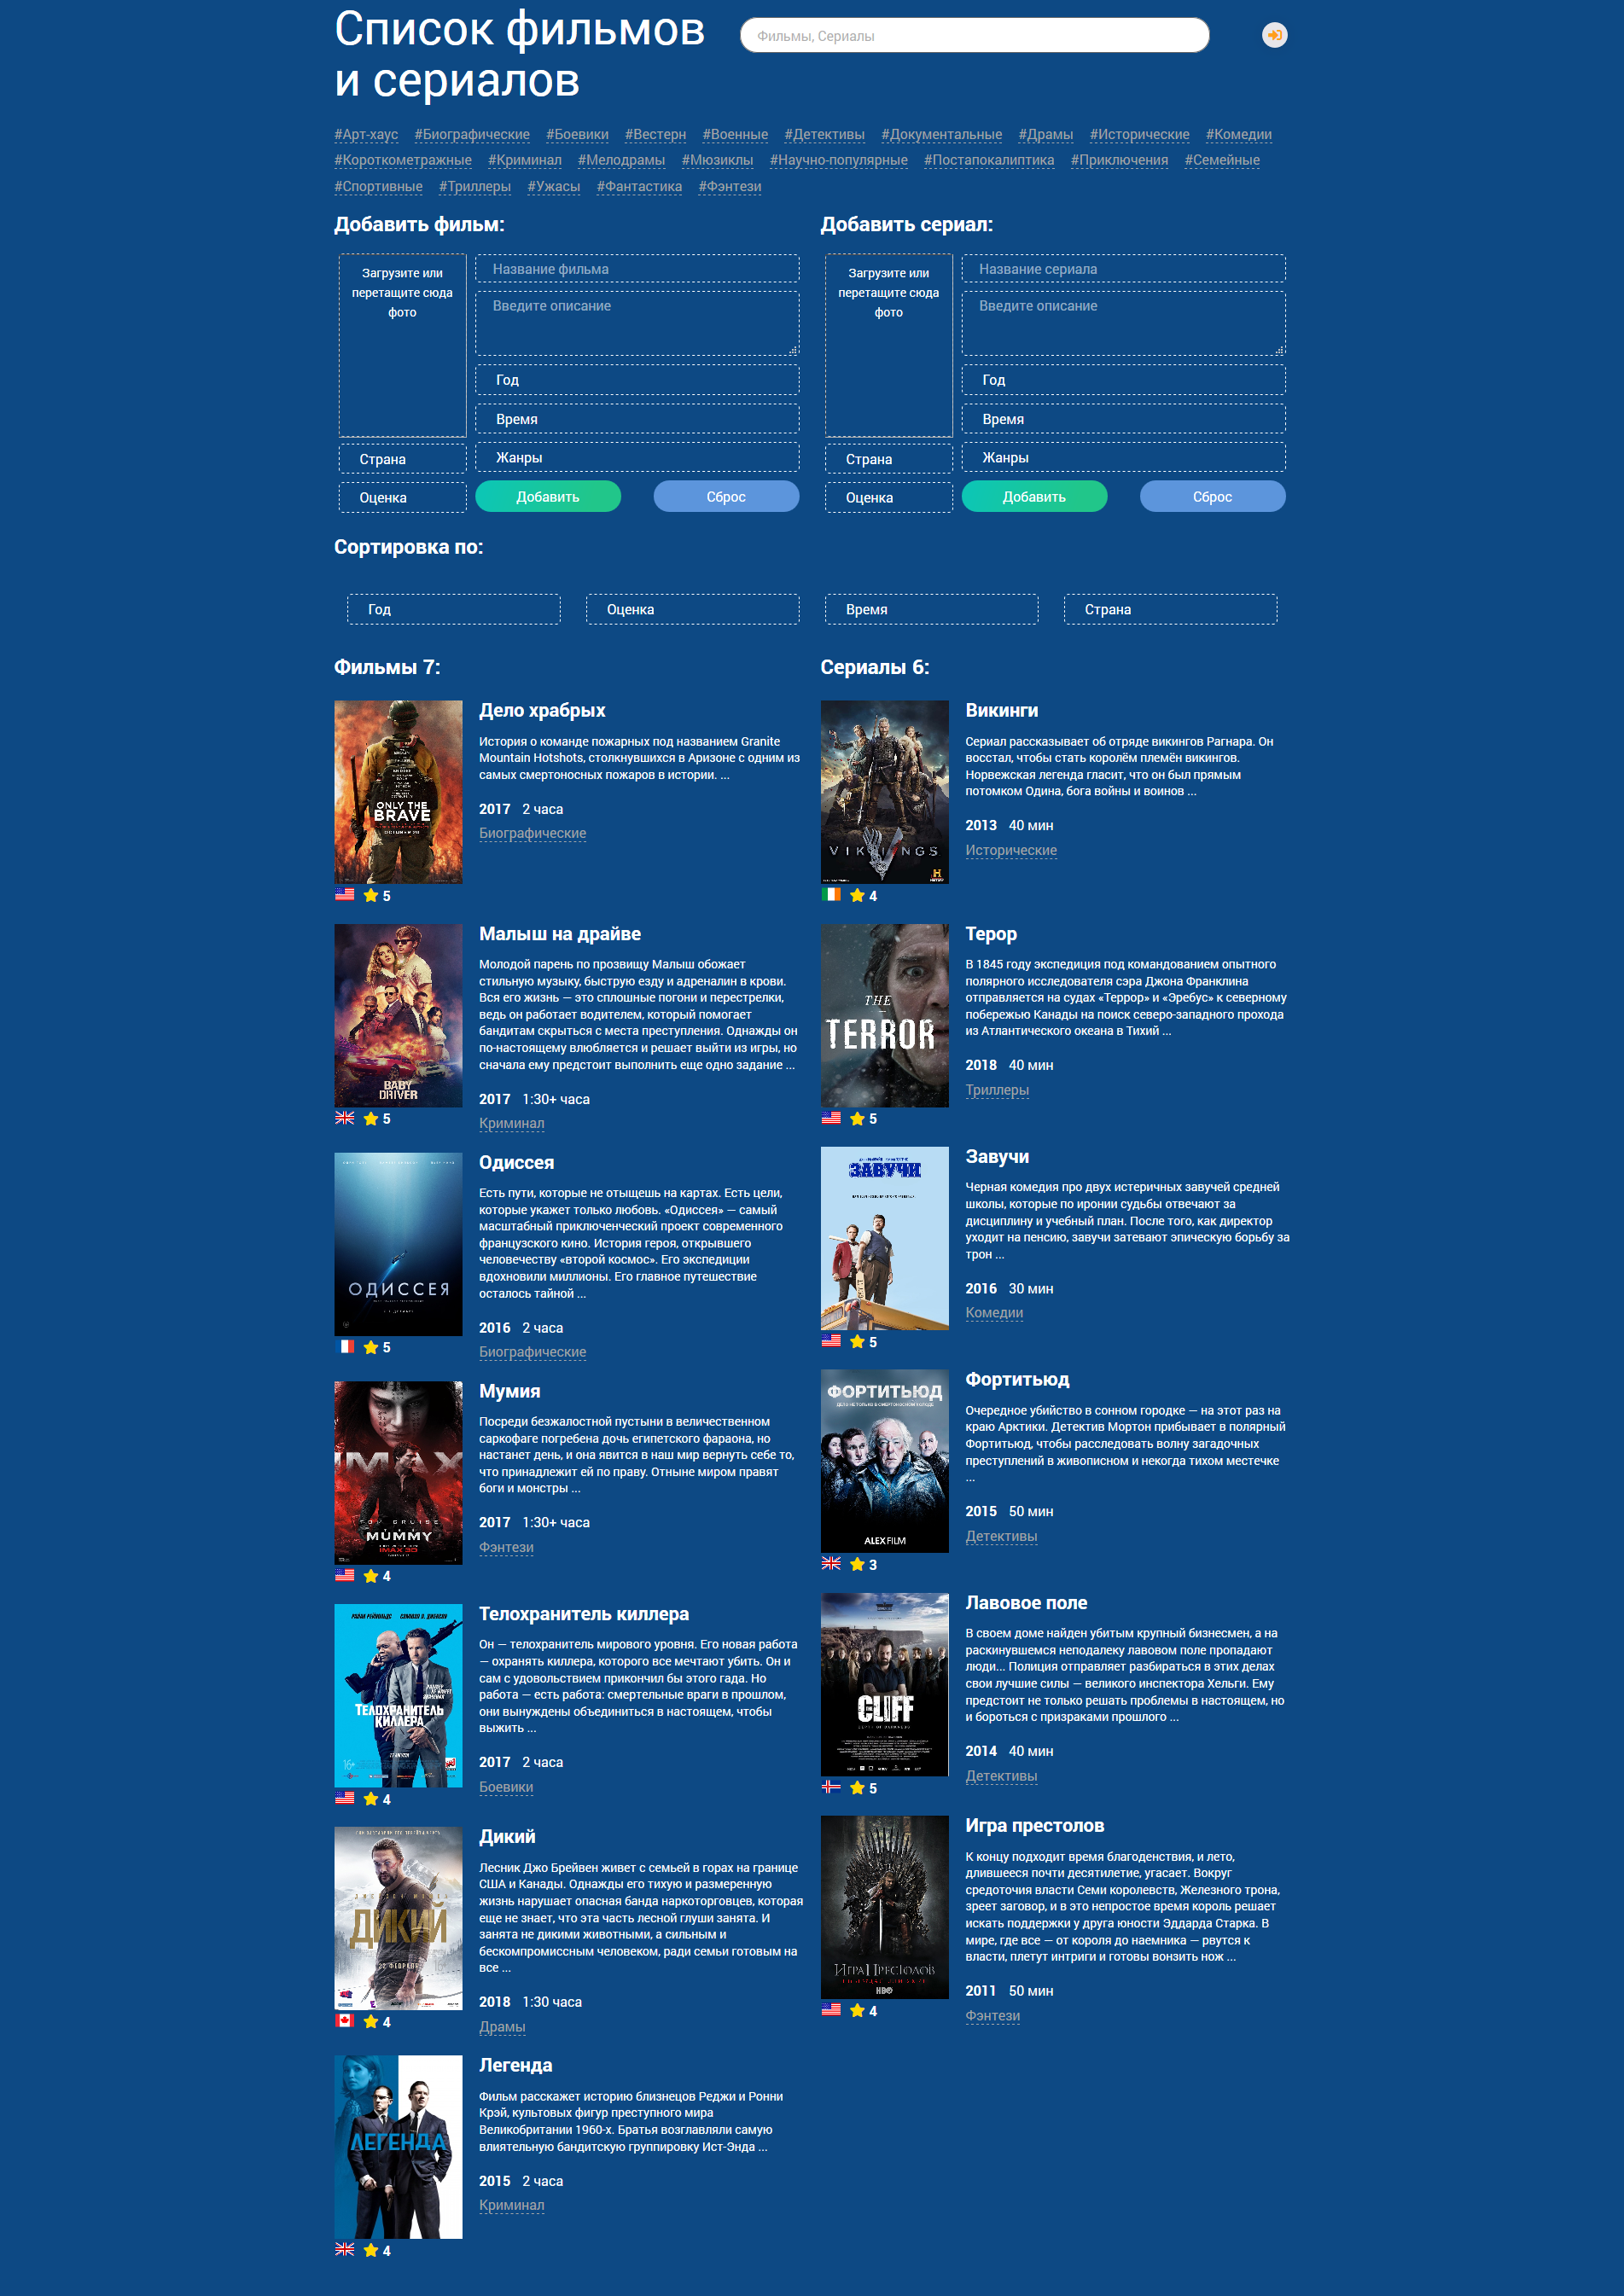 Список фильмов
и сериалов
Фильмы, Сериалы
#Арт-хаус #Биографические #Боевики #Вестерн #Военные #Детективы #Документальные #Драмы #Исторические #Комедии
#Короткометражные #Криминал #Мелодрамы #Мюзиклы #Научно-популярные #Постапокалиптика #Приключения #Семейные
#Спортивные #Триллеры #Ужасы #Фантастика #Фэнтези
Добавить фильм:
Загрузите или
перетащите сюда
фото
Название фильма
Введите описание
Год
Время
Страна
Жанры
Оценка
Добавить
Сброс
Добавить сериал:
Загрузите или
перетащите сюда
фото
Название сериала
Введите описание
Год
Время
Страна
Жанры
Оценка
Добавить
Сброс
Сортировка по:
Год
Оценка
Время
Страна
Фильмы 7:
ONLY THE
BRAVE
Дело храбрых
История о команде пожарных под названием Granite
Mountain Hotshots, столкнувшихся в Аризоне с одним из
самых смертоносных пожаров в истории. ...
2017 2 часа
Биографические
5
BABY
DRIVER
Малыш на драйве
Молодой парень по прозвищу Малыш обожает
стильную музыку, быструю езду и адреналин в крови.
Вся его жизнь — это сплошные погони и перестрелки,
ведь он работает водителем, который помогает
бандитам скрыться с места преступления. Однажды он
по-настоящему влюбляется и решает выйти из игры, но
сначала ему предстоит выполнить еще одно задание ...
2017 1:30+ часа
Криминал
5
ОДИССЕЯ
Одиссея
Есть пути, которые не отыщешь на картах. Есть цели,
которые укажет только любовь. «Одиссея» — самый
масштабный приключенческий проект современного
французского кино. История героя, открывшего
человечеству «второй космос». Его экспедиции
вдохновили миллионы. Его главное путешествие
осталось тайной ...
2016 2 часа
Биографические
5
IMAX
TOM CRUISE
MUMMY
IMAX 3D
Мумия
Посреди безжалостной пустыни в величественном
саркофаге погребена дочь египетского фараона, но
настанет день, и она явится в наш мир вернуть себе то,
что принадлежит ей по праву. Отныне миром правят
боги и монстры ...
2017 1:30+ часа
Фэнтези
4
ТЕЛОХРАНИТЕЛЬ
КИЛЛЕРА
16+
Телохранитель киллера
Он — телохранитель мирового уровня. Его новая работа
— охранять киллера, которого все мечтают убить. Он и
сам с удовольствием прикончил бы этого гада. Но
работа — есть работа: смертельные враги в прошлом,
они вынуждены объединиться в настоящем, чтобы
выжить ...
2017 2 часа
Боевики
4
ДИКИЙ
Дикий
Лесник Джо Брейвен живет с семьей в горах на границе
США и Канады. Однажды его тихую и размеренную
жизнь нарушает опасная банда наркоторговцев, которая
еще не знает, что эта часть лесной глуши занята. И
занята не дикими животными, а сильным и
бескомпромиссным человеком, ради семьи готовым на
все ...
2018 1:30 часа
Драмы
4
ЛЕГЕНДА
Легенда
Фильм расскажет историю близнецов Реджи и Ронни
Крэй, культовых фигур преступного мира
Великобритании 1960-х. Братья возглавляли самую
влиятельную бандитскую группировку Ист-Энда ...
2015 2 часа
Криминал
4
Сериалы 6:
VIKINGS
Викинги
Сериал рассказывает об отряде викингов Рагнара. Он
восстал, чтобы стать королём племён викингов.
Норвежская легенда гласит, что он был прямым
потомком Одина, бога войны и воинов ...
2013 40 мин
Исторические
4
THE
TERROR
Терор
В 1845 году экспедиция под командованием опытного
полярного исследователя сэра Джона Франклина
отправляется на судах «Террор» и «Эребус» к северному
побережью Канады на поиск северо-западного прохода
из Атлантического океана в Тихий ...
2018 40 мин
Триллеры
5
ЗАВУЧИ
Завучи
Черная комедия про двух истеричных завучей средней
школы, которые по иронии судьбы отвечают за
дисциплину и учебный план. После того, как директор
уходит на пенсию, завучи затевают эпическую борьбу за
трон ...
2016 30 мин
Комедии
5
ФОРТИТЬЮД
ALEX FILM
Фортитьюд
Очередное убийство в сонном городке — на этот раз на
краю Арктики. Детектив Мортон прибывает в полярный
Фортитьюд, чтобы расследовать волну загадочных
преступлений в живописном и некогда тихом местечке
...
2015 50 мин
Детективы
3
CLIFF
Лавовое поле
В своем доме найден убитым крупный бизнесмен, а на
раскинувшемся неподалеку лавовом поле пропадают
люди... Полиция отправляет разбираться в этих делах
свои лучшие силы — великого инспектора Хельги. Ему
предстоит не только решать проблемы в настоящем, но
и бороться с призраками прошлого ...
2014 40 мин
Детективы
5
ИГРА ПРЕСТОЛОВ
HBO
Игра престолов
К концу подходит время благоденствия, и лето,
длившееся почти десятилетие, угасает. Вокруг
средоточия власти Семи королевств, Железного трона,
зреет заговор, и в это непростое время король решает
искать поддержки у друга юности Эддарда Старка. В
мире, где все — от короля до наемника — рвутся к
власти, плетут интриги и готовы вонзить нож ...
2011 50 мин
Фэнтези
4